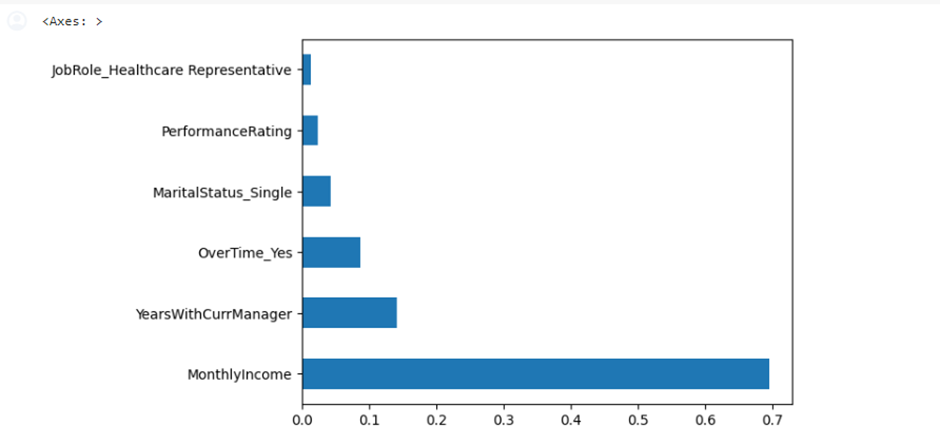 <Axes: >
JobRole_Healthcare Representative
PerformanceRating
MaritalStatus_Single
OverTime_Yes
YearsWithCurrManager
MonthlyIncome
0.0 0.1 0.2 0.3 0.4 0.5 0.6 0.7